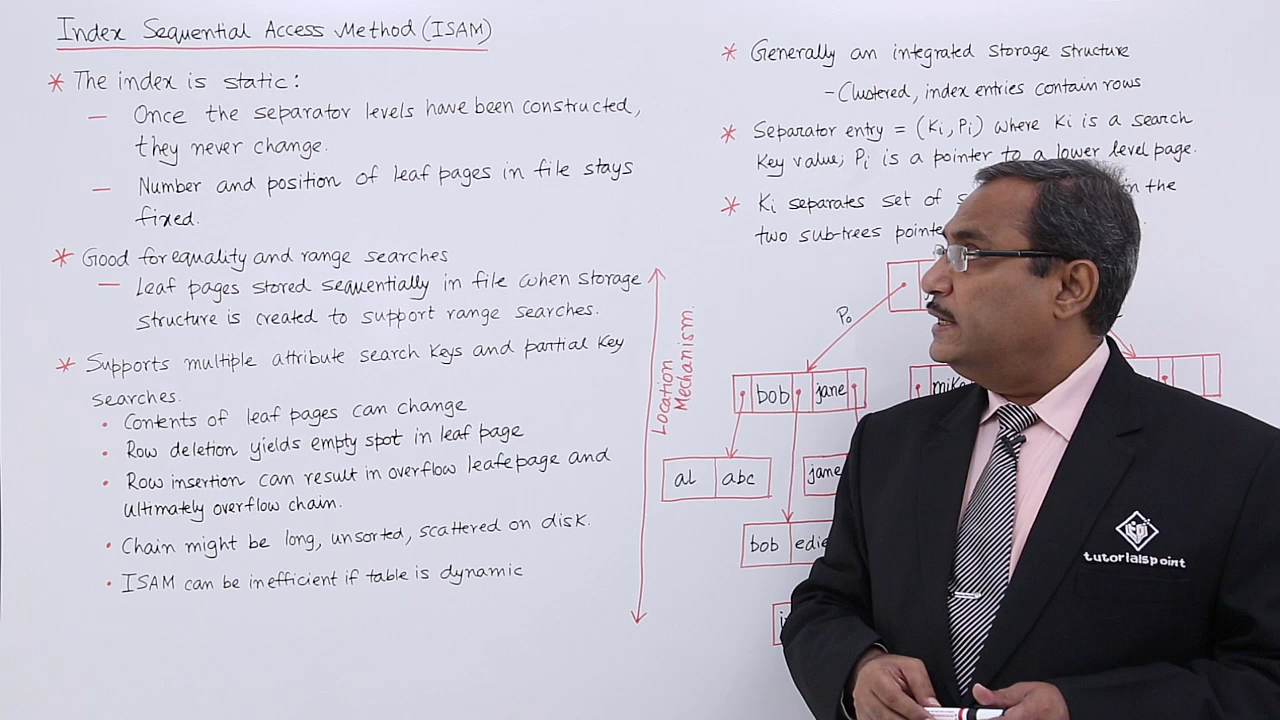 Index Sequential Access Method (ISAM)
* The index is static:
— Once the separator levels have been constructed,
they never change.
— Number and position of leaf pages in file stays
fixed.
* Good for equality and range searches
— Leaf pages stored sequentially in file when storage
structure is created to support range searches.
* Supports multiple attribute search keys and partial key
searches.
• Contents of leaf pages can change
• Row deletion yields empty spot in leaf page
• Row insertion can result in overflow leafepage and
ultimately overflow chain.
• Chain might be long, unsorted, scattered on disk.
• ISAM can be inefficient if table is dynamic
* Generally an integrated storage structure
- Clustered, index entries contain rows
* Separator entry = (Ki, Pi) where Ki is a search
Key value; Pi is a pointer to a lower level page.
* Ki separates set of in the
two sub-trees
P0
Location
Mechanism.
bob jane
al abc
jane
bob edie
tutorialspoint